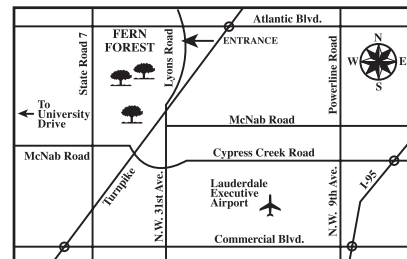 Atlantic Blvd.
FERN
FOREST
ENTRANCE
State Road 7
Lyons Road
Powerline Road
N
W E
S
To
University
Drive
McNab Road
McNab Road
Cypress Creek Road
Turnpike
N.W. 31st Ave.
Lauderdale
Executive
Airport
N.W. 9th Ave.
I-95
Commercial Blvd.